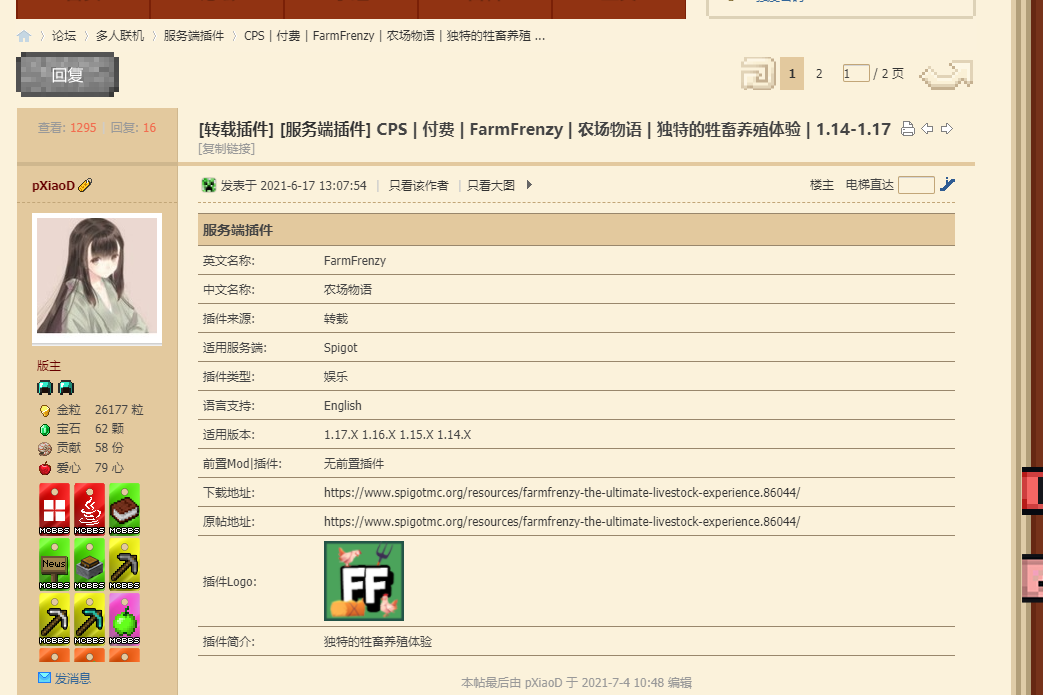 论坛 › 多人联机 › 服务端插件 › CPS | 付费 | FarmFrenzy | 农场物语 | 独特的牲畜养殖 ...
回复
1 2 1 / 2 页
查看: 1295 回复: 16
[转载插件] [服务端插件] CPS | 付费 | FarmFrenzy | 农场物语 | 独特的牲畜养殖体验 | 1.14-1.17
[复制链接]
pXiaoD
发表于 2021-6-17 13:07:54 | 只看该作者 | 只看大图
楼主 电梯直达
服务端插件
英文名称: FarmFrenzy
中文名称: 农场物语
插件来源: 转载
适用服务端: Spigot
插件类型: 娱乐
语言支持: English
适用版本: 1.17.X 1.16.X 1.15.X 1.14.X
前置Mod|插件: 无前置插件
下载地址: https://www.spigotmc.org/resources/farmfrenzy-the-ultimate-livestock-experience.86044/
原帖地址: https://www.spigotmc.org/resources/farmfrenzy-the-ultimate-livestock-experience.86044/
插件Logo: FF
插件简介: 独特的牲畜养殖体验
本帖最后由 pXiaoD 于 2021-7-4 10:48 编辑
版主
金粒 26177 粒
宝石 62 颗
贡献 58 份
爱心 79 心
MCBBS MCBBS MCBBS
News
MCBBS MCBBS MCBBS
MCBBS MCBBS MCBBS
发消息